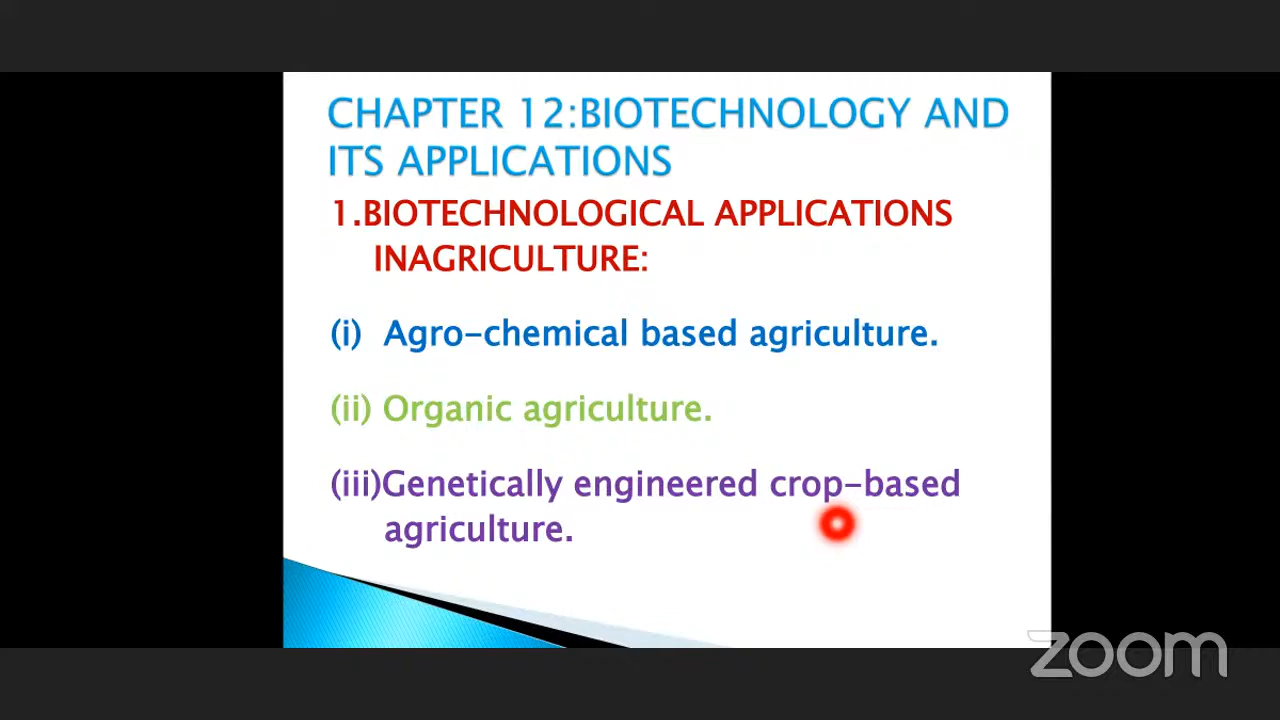 CHAPTER 12:BIOTECHNOLOGY AND
ITS APPLICATIONS
1.BIOTECHNOLOGICAL APPLICATIONS
INAGRICULTURE:
(i) Agro-chemical based agriculture.
(ii) Organic agriculture.
(iii)Genetically engineered crop-based
agriculture.
zoom